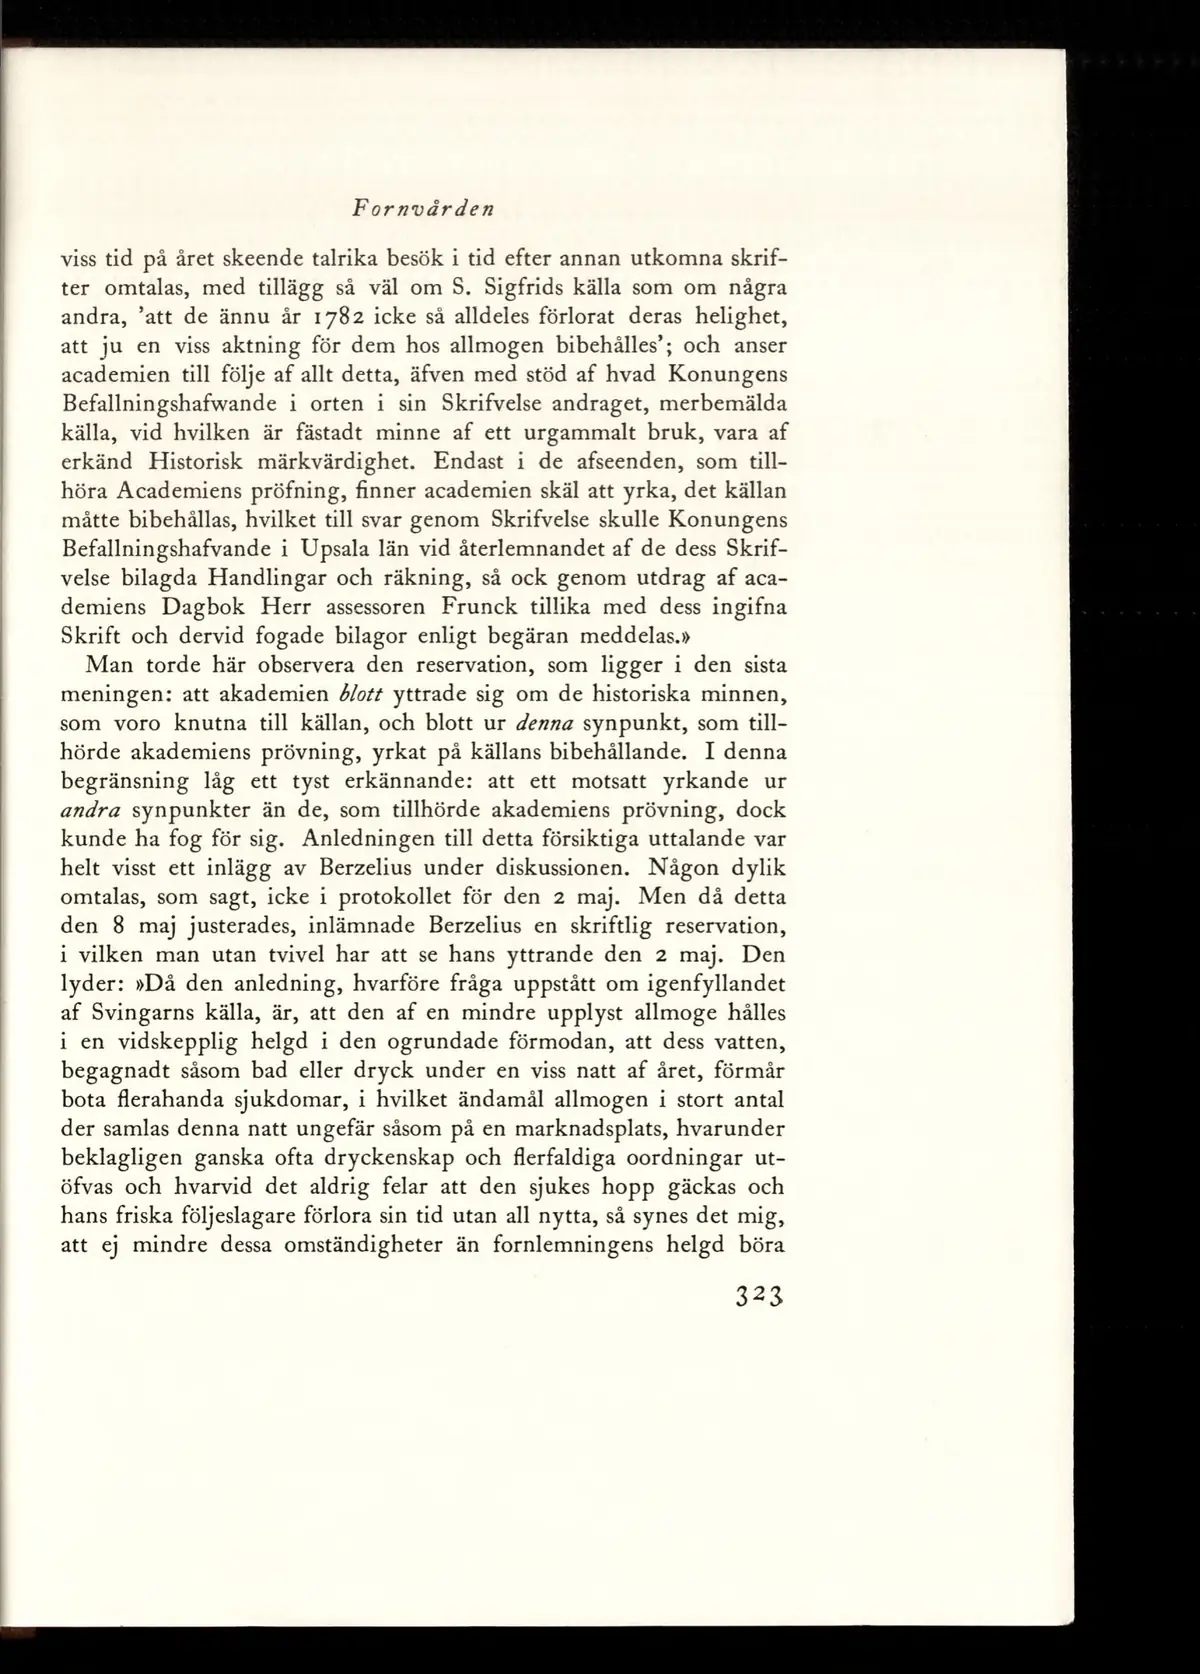 Fornvården
viss tid på året skeende talrika besök i tid efter annan utkomna skrif-
ter omtalas, med tillägg så väl om S. Sigfrids källa som om några
andra, ’att de ännu år 1782 icke så alldeles förlorat deras helighet,
att ju en viss aktning för dem hos allmogen bibehålles’; och anser
academien till följe af allt detta, äfven med stöd af hvad Konungens
Befallningshafwande i orten i sin Skrifvelse andraget, merbemälda
källa, vid hvilken är fästadt minne af ett urgammalt bruk, vara af
erkänd Historisk märkvärdighet. Endast i de afseenden, som till-
höra Academiens pröfning, finner academien skäl att yrka, det källan
måtte bibehållas, hvilket till svar genom Skrifvelse skulle Konungens
Befallningshafvande i Upsala län vid återlemnandet af de dess Skrif-
velse bilagda Handlingar och räkning, så ock genom utdrag af aca-
demiens Dagbok Herr assessoren Frunck tillika med dess ingifna
Skrift och dervid fogade bilagor enligt begäran meddelas.»
Man torde här observera den reservation, som ligger i den sista
meningen: att akademien blott yttrade sig om de historiska minnen,
som voro knutna till källan, och blott ur denna synpunkt, som till-
hörde akademiens prövning, yrkat på källans bibehållande. I denna
begränsning låg ett tyst erkännande: att ett motsatt yrkande ur
andra synpunkter än de, som tillhörde akademiens prövning, dock
kunde ha fog för sig. Anledningen till detta försiktiga uttalande var
helt visst ett inlägg av Berzelius under diskussionen. Någon dylik
omtalas, som sagt, icke i protokollet för den 2 maj. Men då detta
den 8 maj justerades, inlämnade Berzelius en skriftlig reservation,
i vilken man utan tvivel har att se hans yttrande den 2 maj. Den
lyder: »Då den anledning, hvarföre fråga uppstått om igenfyllandet
af Svingarns källa, är, att den af en mindre upplyst allmoge hålles
i en vidskepplig helgd i den ogrundade förmodan, att dess vatten,
begagnadt såsom bad eller dryck under en viss natt af året, förmår
bota flerahanda sjukdomar, i hvilket ändamål allmogen i stort antal
der samlas denna natt ungefär såsom på en marknadsplats, hvarunder
beklagligen ganska ofta dryckenskap och flerfaldiga oordningar ut-
öfvas och hvarvid det aldrig felar att den sjukes hopp gäckas och
hans friska följeslagare förlora sin tid utan all nytta, så synes det mig,
att ej mindre dessa omständigheter än fornlemningens helgd böra
323